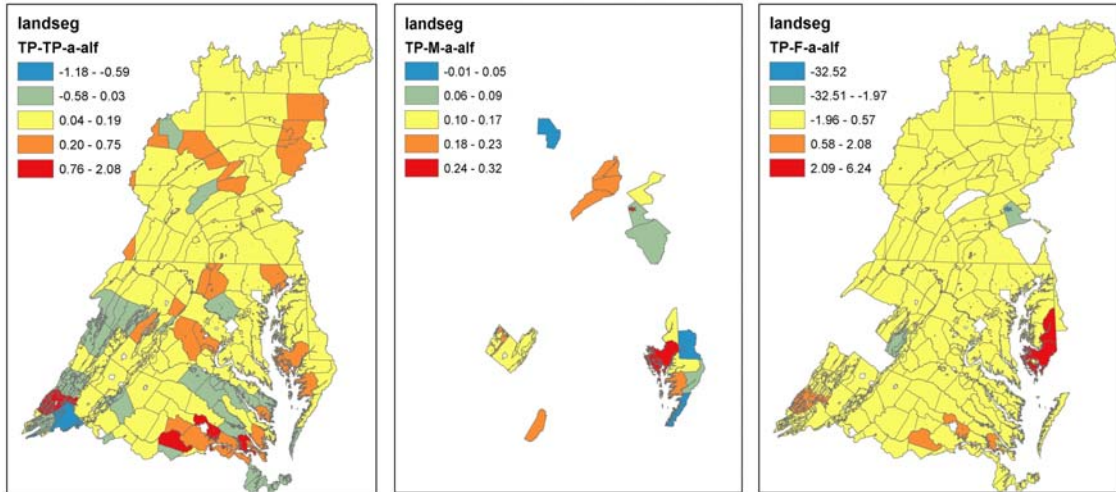 landseg
TP-TP-a-alf
-1.18 - -0.59
-0.58 - 0.03
0.04 - 0.19
0.20 - 0.75
0.76 - 2.08
landseg
TP-M-a-alf
-0.01 - 0.05
0.06 - 0.09
0.10 - 0.17
0.18 - 0.23
0.24 - 0.32
landseg
TP-F-a-alf
-32.52
-32.51 - -1.97
-1.96 - 0.57
0.58 - 2.08
2.09 - 6.24